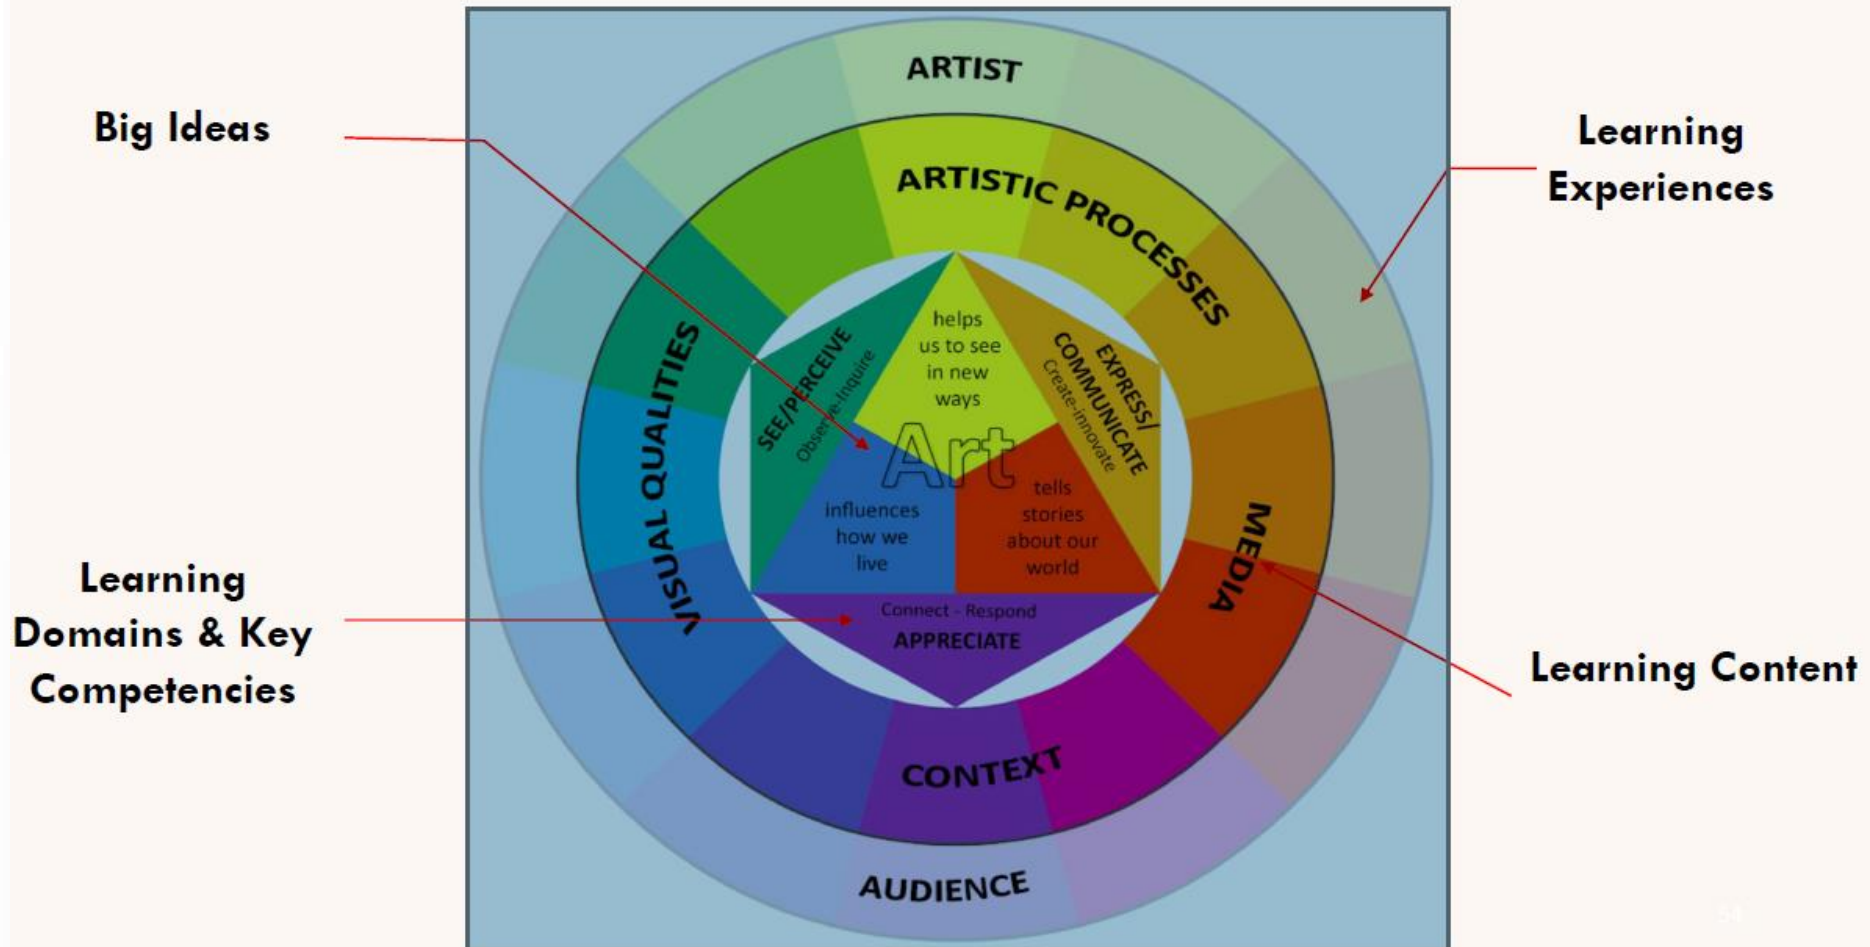 Big Ideas
Learning
Domains & Key
Competencies
ARTIST
ARTISTIC PROCESSES
VISUAL QUALITIES
MEDIA
CONTEXT
AUDIENCE
SEE/PERCEIVE
Observe-Inquire
helps
us to see
in new
ways
EXPRESS/
COMMUNICATE
Create-innovate
Art
influences
how we
live
tells
stories
about our
world
Connect - Respond
APPRECIATE
Learning
Experiences
Learning Content
54